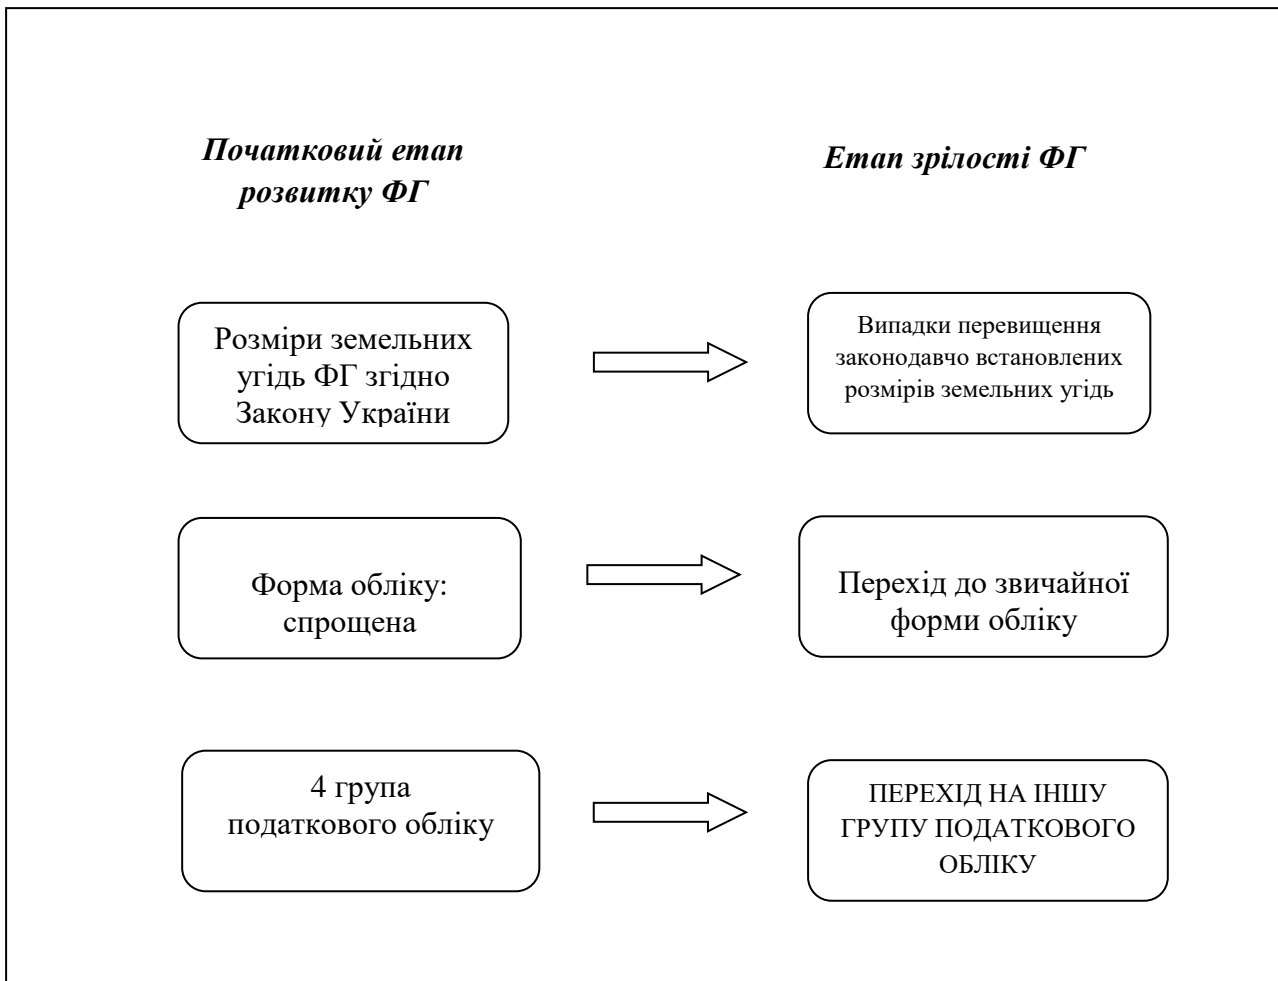 Початковий етап
розвитку ФГ
Етап зрілості ФГ
Розміри земельних
угідь ФГ згідно
Закону України
Випадки перевищення
законодавчо встановлених
розмірів земельних угідь
Форма обліку:
спрощена
Перехід до звичайної
форми обліку
4 група
податкового обліку
ПЕРЕХІД НА ІНШУ
ГРУПУ ПОДАТКОВОГО
ОБЛІКУ